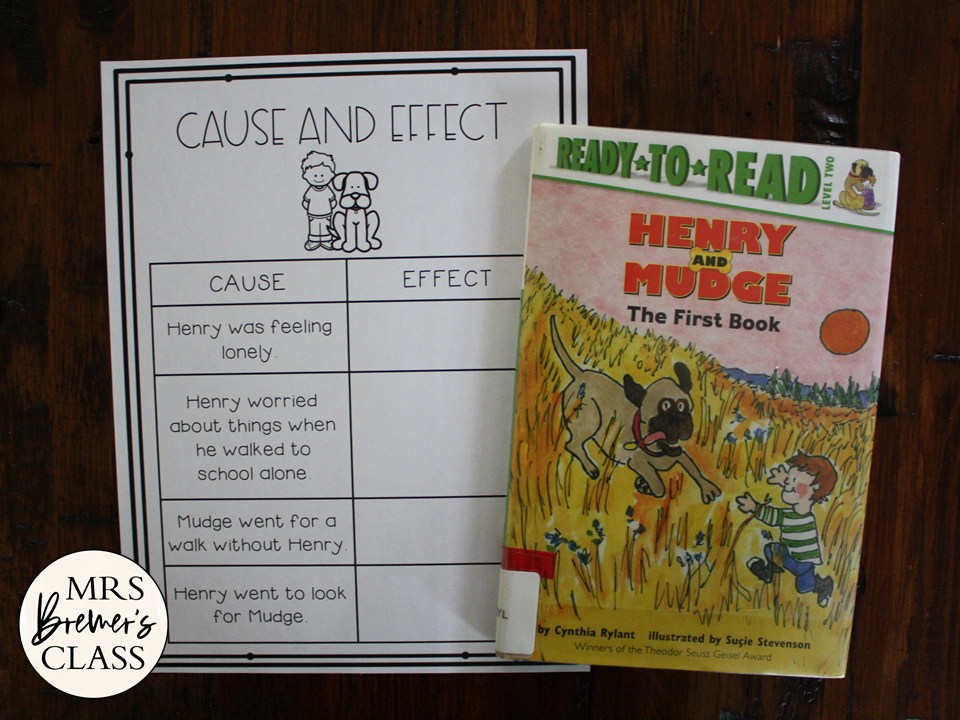 CAUSE AND EFFECT
CAUSE
EFFECT
Henry was feeling
lonely.
Henry worried
about things when
he walked to
school alone.
Mudge went for a
walk without Henry.
Henry went to look
for Mudge.
READY★TO★READ
LEVEL TWO
HENRY
AND
MUDGE
The First Book
by Cynthia Rylant illustrated by Suçie Stevenson
Winners of the Theodor Seuss Geisel Award
MRS
Bremer's
CLASS